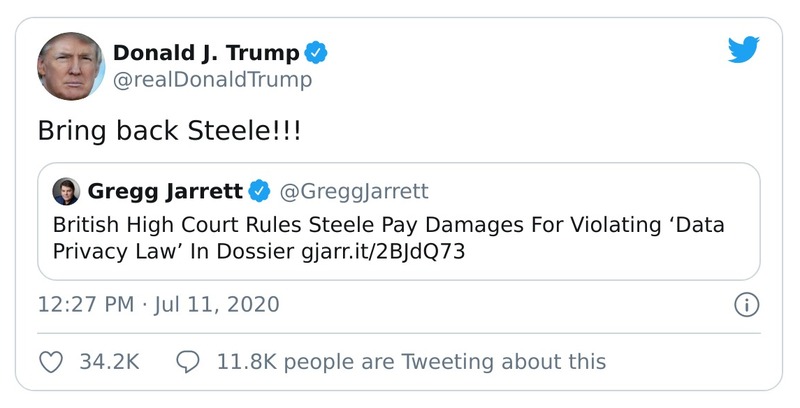 Donald J. Trump
@realDonaldTrump
Bring back Steele!!!
Gregg Jarrett @GreggJarrett
British High Court Rules Steele Pay Damages For Violating ‘Data
Privacy Law’ In Dossier gjarr.it/2BJdQ73
12:27 PM · Jul 11, 2020
34.2K 11.8K people are Tweeting about this